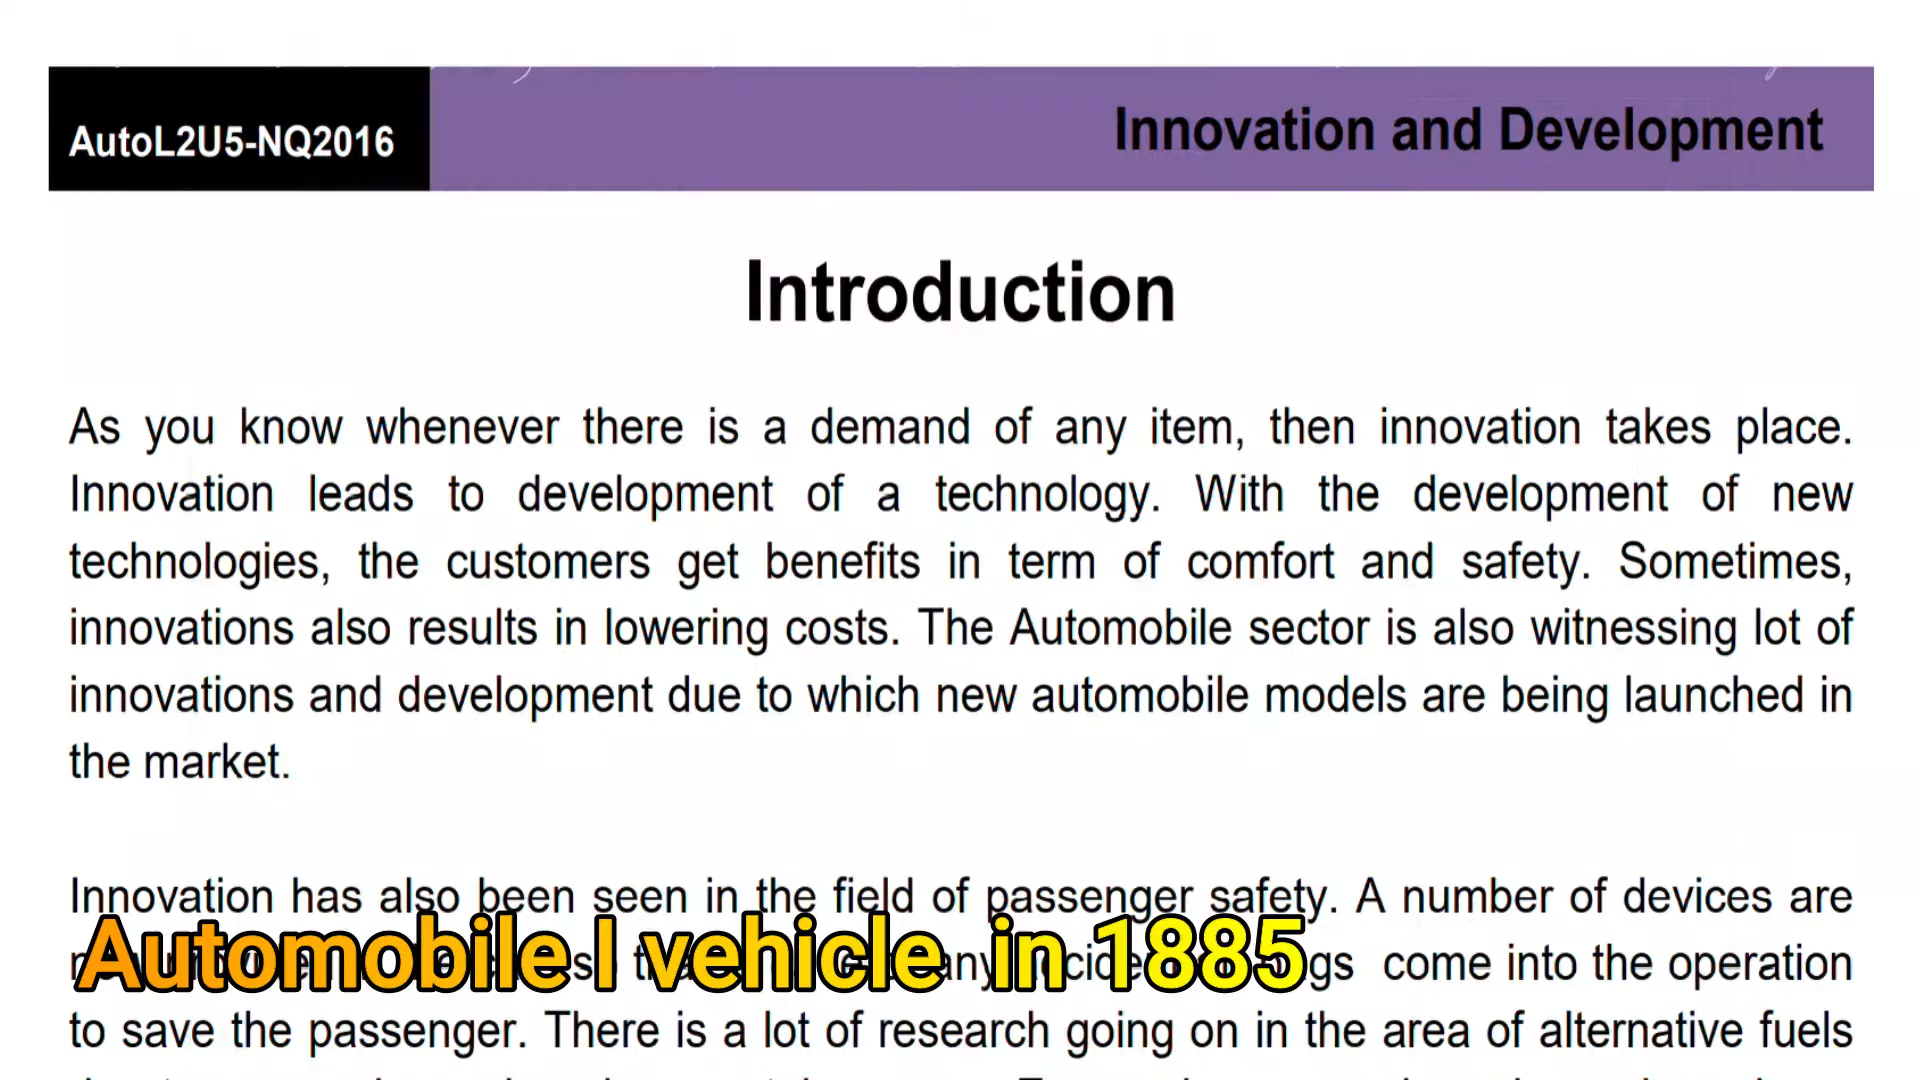 AutoL2U5-NQ2016
Innovation and Development
Introduction
As you know whenever there is a demand of any item, then innovation takes place.
Innovation leads to development of a technology. With the development of new
technologies, the customers get benefits in term of comfort and safety. Sometimes,
innovations also results in lowering costs. The Automobile sector is also witnessing lot of
innovations and development due to which new automobile models are being launched in
the market.
Innovation has also been seen in the field of passenger safety. A number of devices are
come into the operation
Automobile I vehicle in 1885
to save the passenger. There is a lot of research going on in the area of alternative fuels